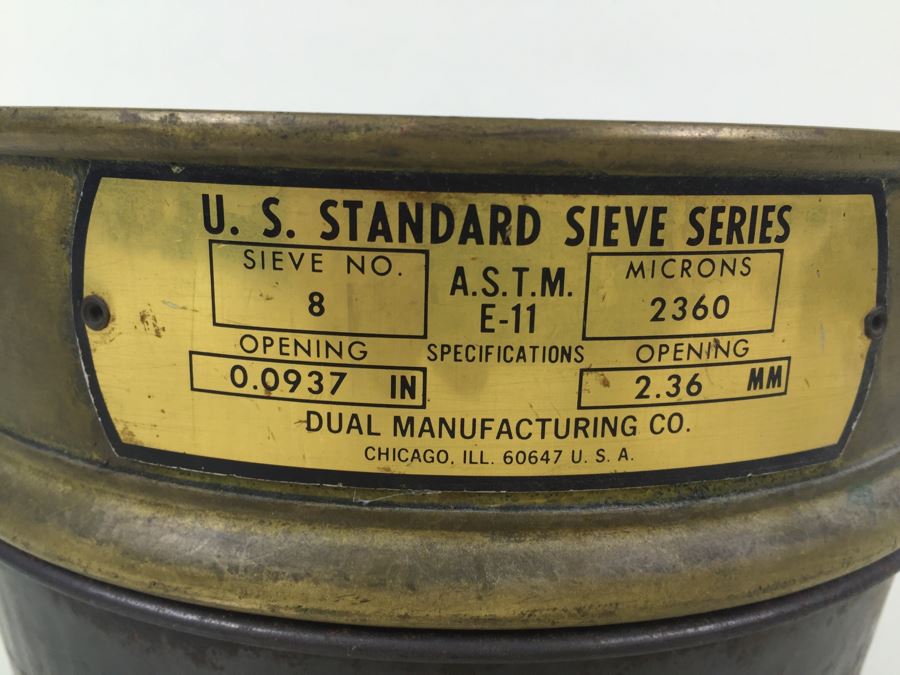 U. S. STANDARD SIEVE SERIES
SIEVE NO.
8
A.S.T.M.
E-11
MICRONS
2360
OPENING
SPECIFICATIONS
OPENING
0.0937 IN
2.36 MM
DUAL MANUFACTURING CO.
CHICAGO, ILL. 60647 U. S. A.